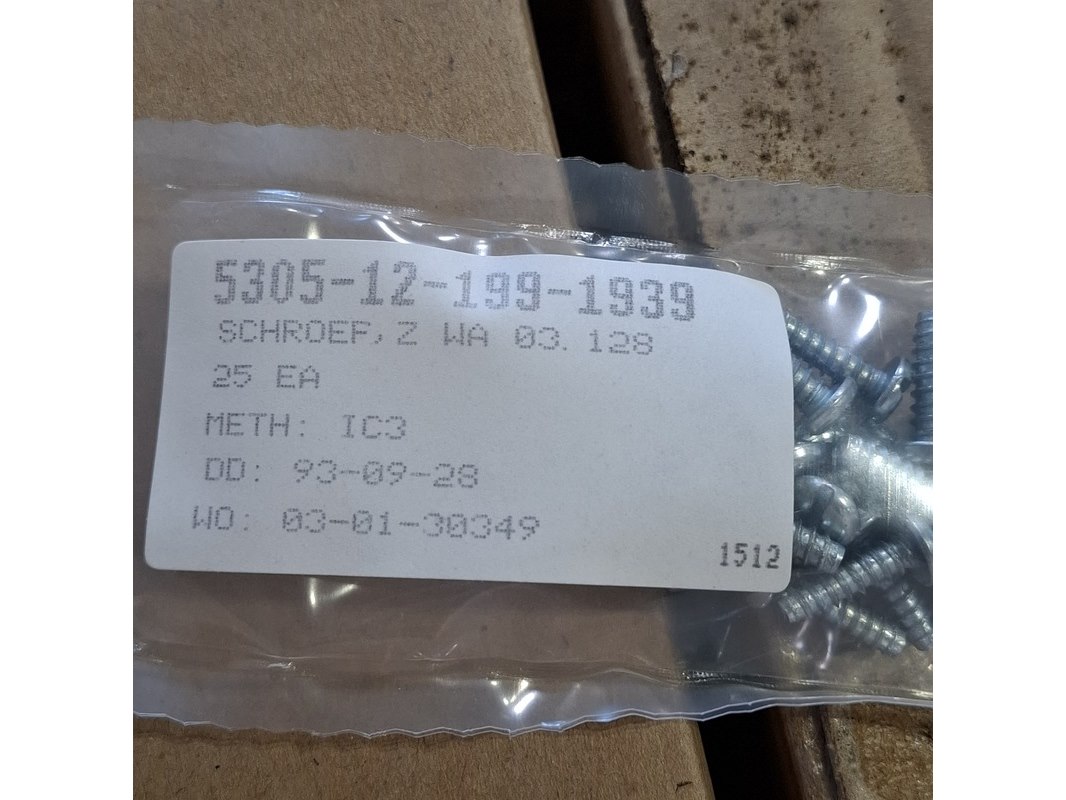 5305-12-199-1939
SCHROEF,Z WA 03.128
25 EA
METH: IC3
DD: 93-09-28
WO: 03-01-30349
1512